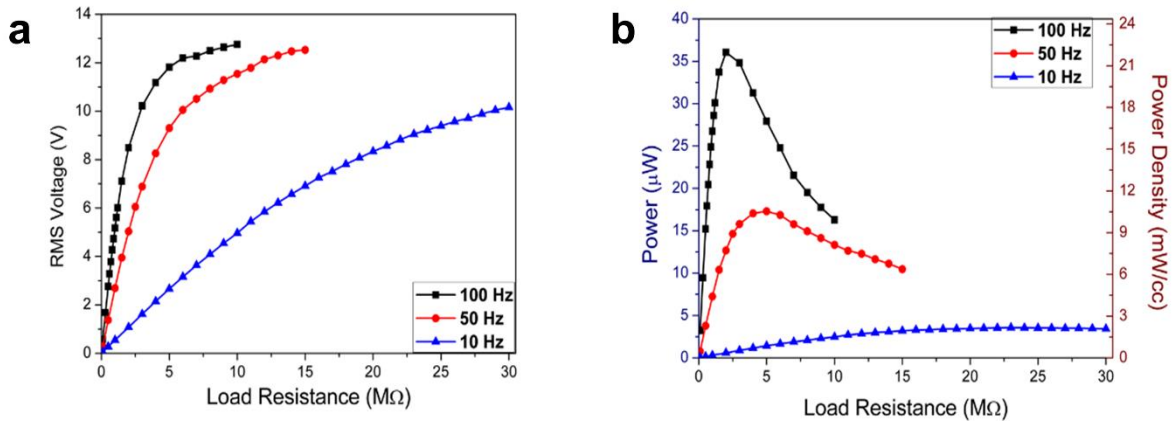 a
14
12
10
8
6
4
2
0
RMS Voltage (V)
100 Hz
50 Hz
10 Hz
0 5 10 15 20 25 30
Load Resistance (MΩ)
b
40
35
30
25
20
15
10
5
0
Power (μW)
100 Hz
50 Hz
10 Hz
24
21
18
15
12
9
6
3
0
Power Density (mW/cc)
0 5 10 15 20 25 30
Load Resistance (MΩ)